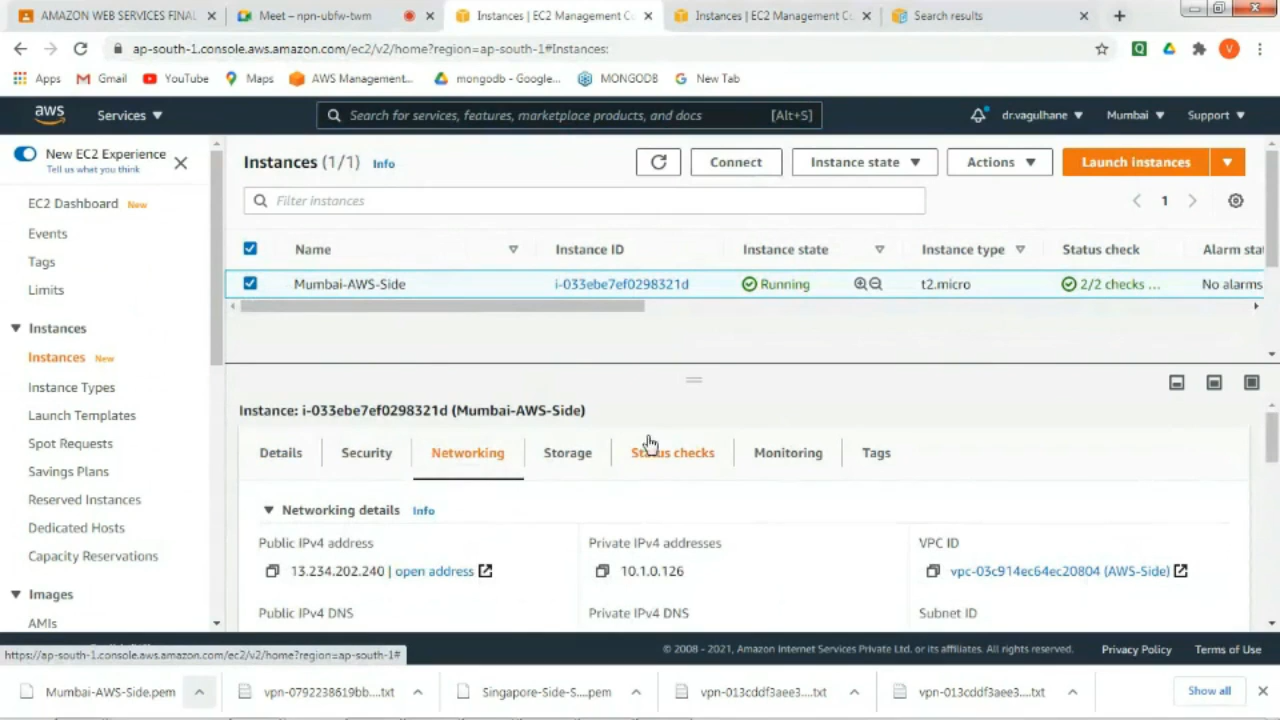 AMAZON WEB SERVICES FINAL
Meet – npn-ubfw-twm
Instances | EC2 Management Co
Instances | EC2 Management Co
Search results
ap-south-1.console.aws.amazon.com/ec2/v2/home?region=ap-south-1#Instances:
Q
V
Apps
Gmail
YouTube
Maps
AWS Management...
mongodb - Google...
MONGODB
New Tab
aws
Services
Search for services, features, marketplace products, and docs
[Alt+S]
dr.vagulhane
Mumbai
Support
New EC2 Experience
Tell us what you think
EC2 Dashboard New
Events
Tags
Limits
Instances
Instances New
Instance Types
Launch Templates
Spot Requests
Savings Plans
Reserved Instances
Dedicated Hosts
Capacity Reservations
Images
AMIs
Instances (1/1) Info
Connect
Instance state
Actions
Launch instances
Filter instances
1
Name
Instance ID
Instance state
Instance type
Status check
Alarm sta
Mumbai-AWS-Side
i-033ebe7ef0298321d
Running
t2.micro
2/2 checks ...
No alarms
Instance: i-033ebe7ef0298321d (Mumbai-AWS-Side)
Details
Security
Networking
Storage
Status checks
Monitoring
Tags
Networking details Info
Public IPv4 address
Private IPv4 addresses
VPC ID
13.234.202.240 | open address
10.1.0.126
vpc-03c914ec64ec20804 (AWS-Side)
Public IPv4 DNS
Private IPv4 DNS
Subnet ID
https://ap-south-1.console.aws.amazon.com/ec2/v2/home?region=ap-south-1#
© 2008 - 2021, Amazon Internet Services Private Ltd. or its affiliates. All rights reserved.
Privacy Policy
Terms of Use
Mumbai-AWS-Side.pem
vpn-0792238619bb....txt
Singapore-Side-S....pem
vpn-013cddf3aee3....txt
vpn-013cddf3aee3....txt
Show all